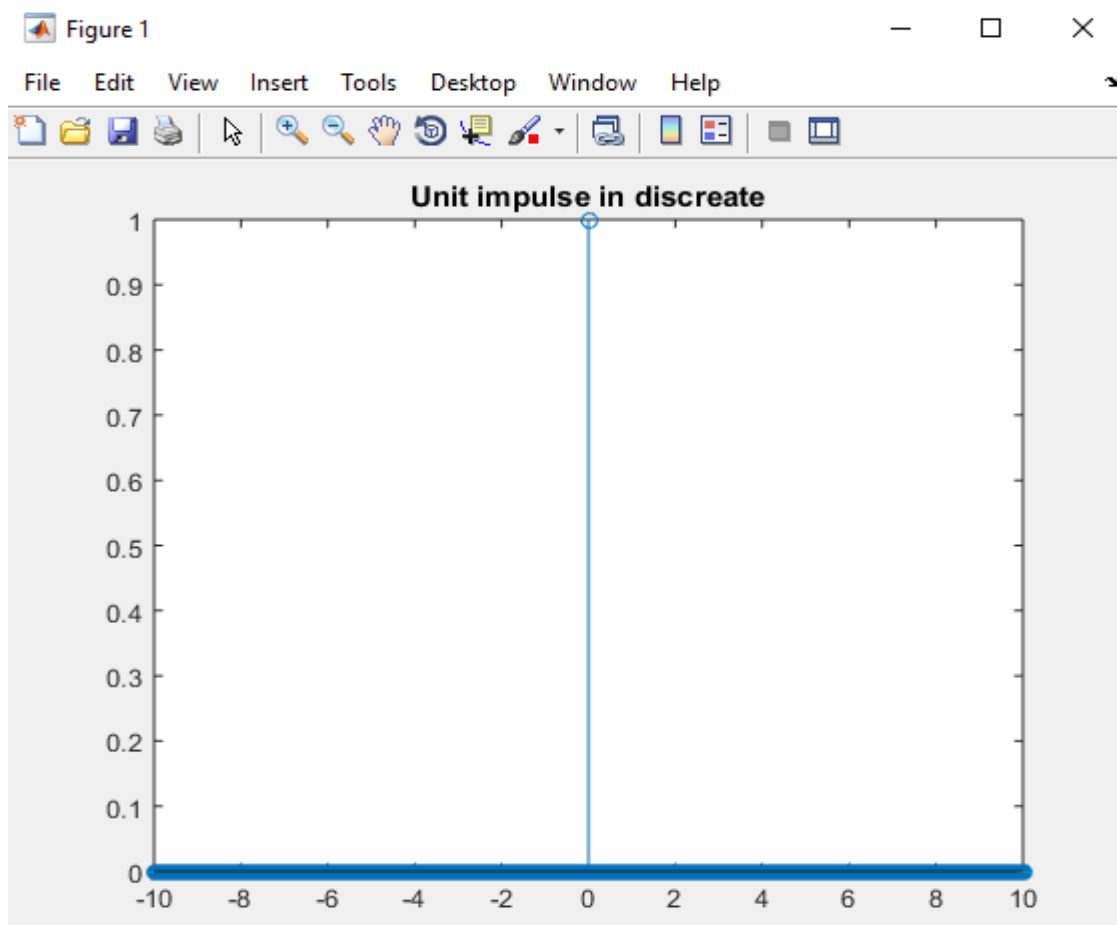 Figure 1
File Edit View Insert Tools Desktop Window Help
Unit impulse in discreate
1
0.9
0.8
0.7
0.6
0.5
0.4
0.3
0.2
0.1
0
-10 -8 -6 -4 -2 0 2 4 6 8 10